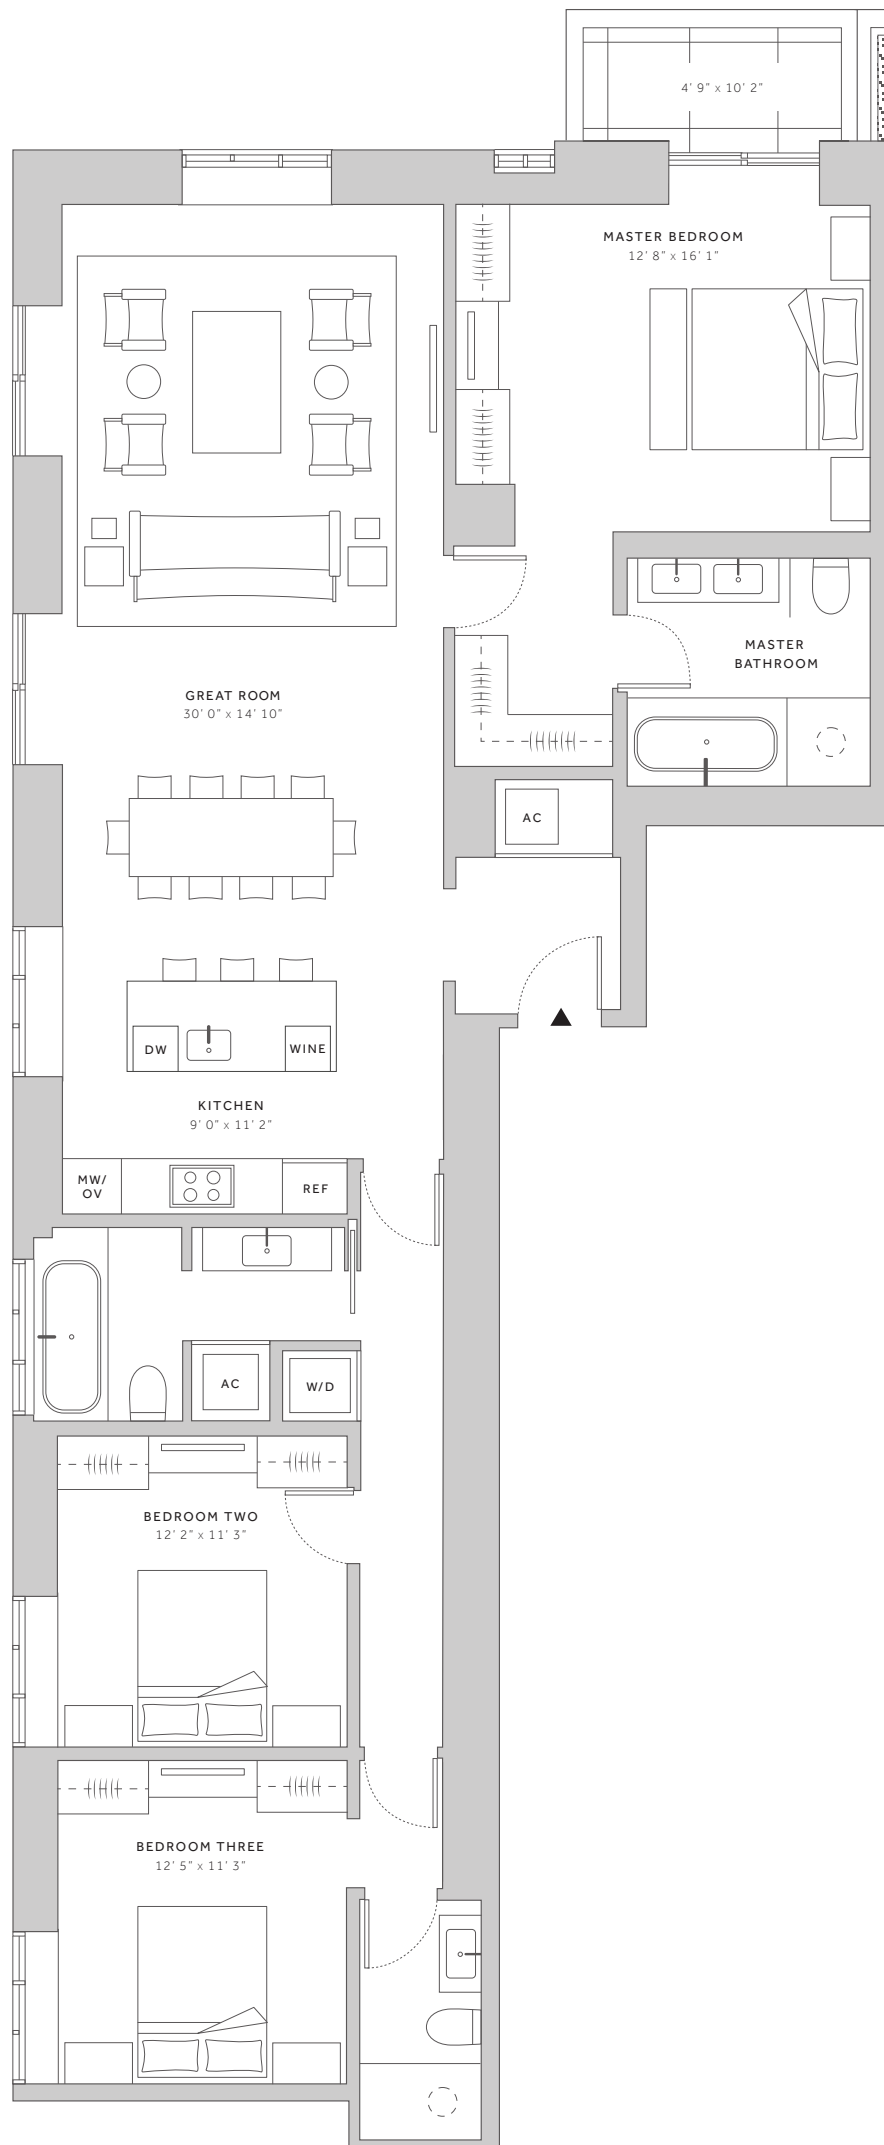 4' 9” x 10' 2”
MASTER BEDROOM
12' 8” x 16' 1”
MASTER
BATHROOM
GREAT ROOM
30' 0” x 14' 10”
AC
DW
WINE
KITCHEN
9' 0” x 11' 2”
MW/
OV
REF
AC
W/D
BEDROOM TWO
12' 2” x 11' 3”
BEDROOM THREE
12' 5” x 11' 3”